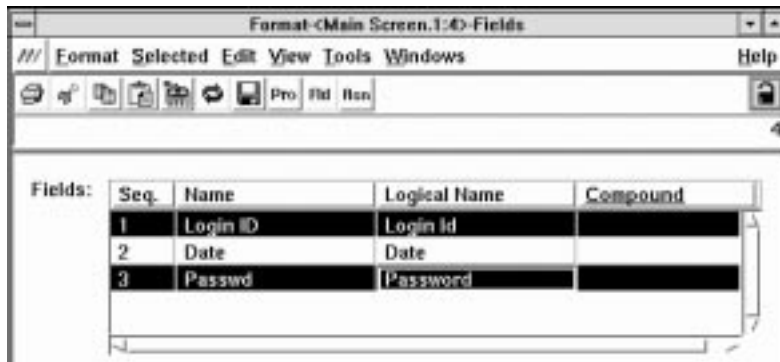 Format-<Main Screen.1:4>-Fields
Format Selected Edit View Tools Windows Help
Pro Fld Rsn
4
Fields: Seq. Name Logical Name Compound
1 Login ID Login Id
2 Date Date
3 Passwd Password